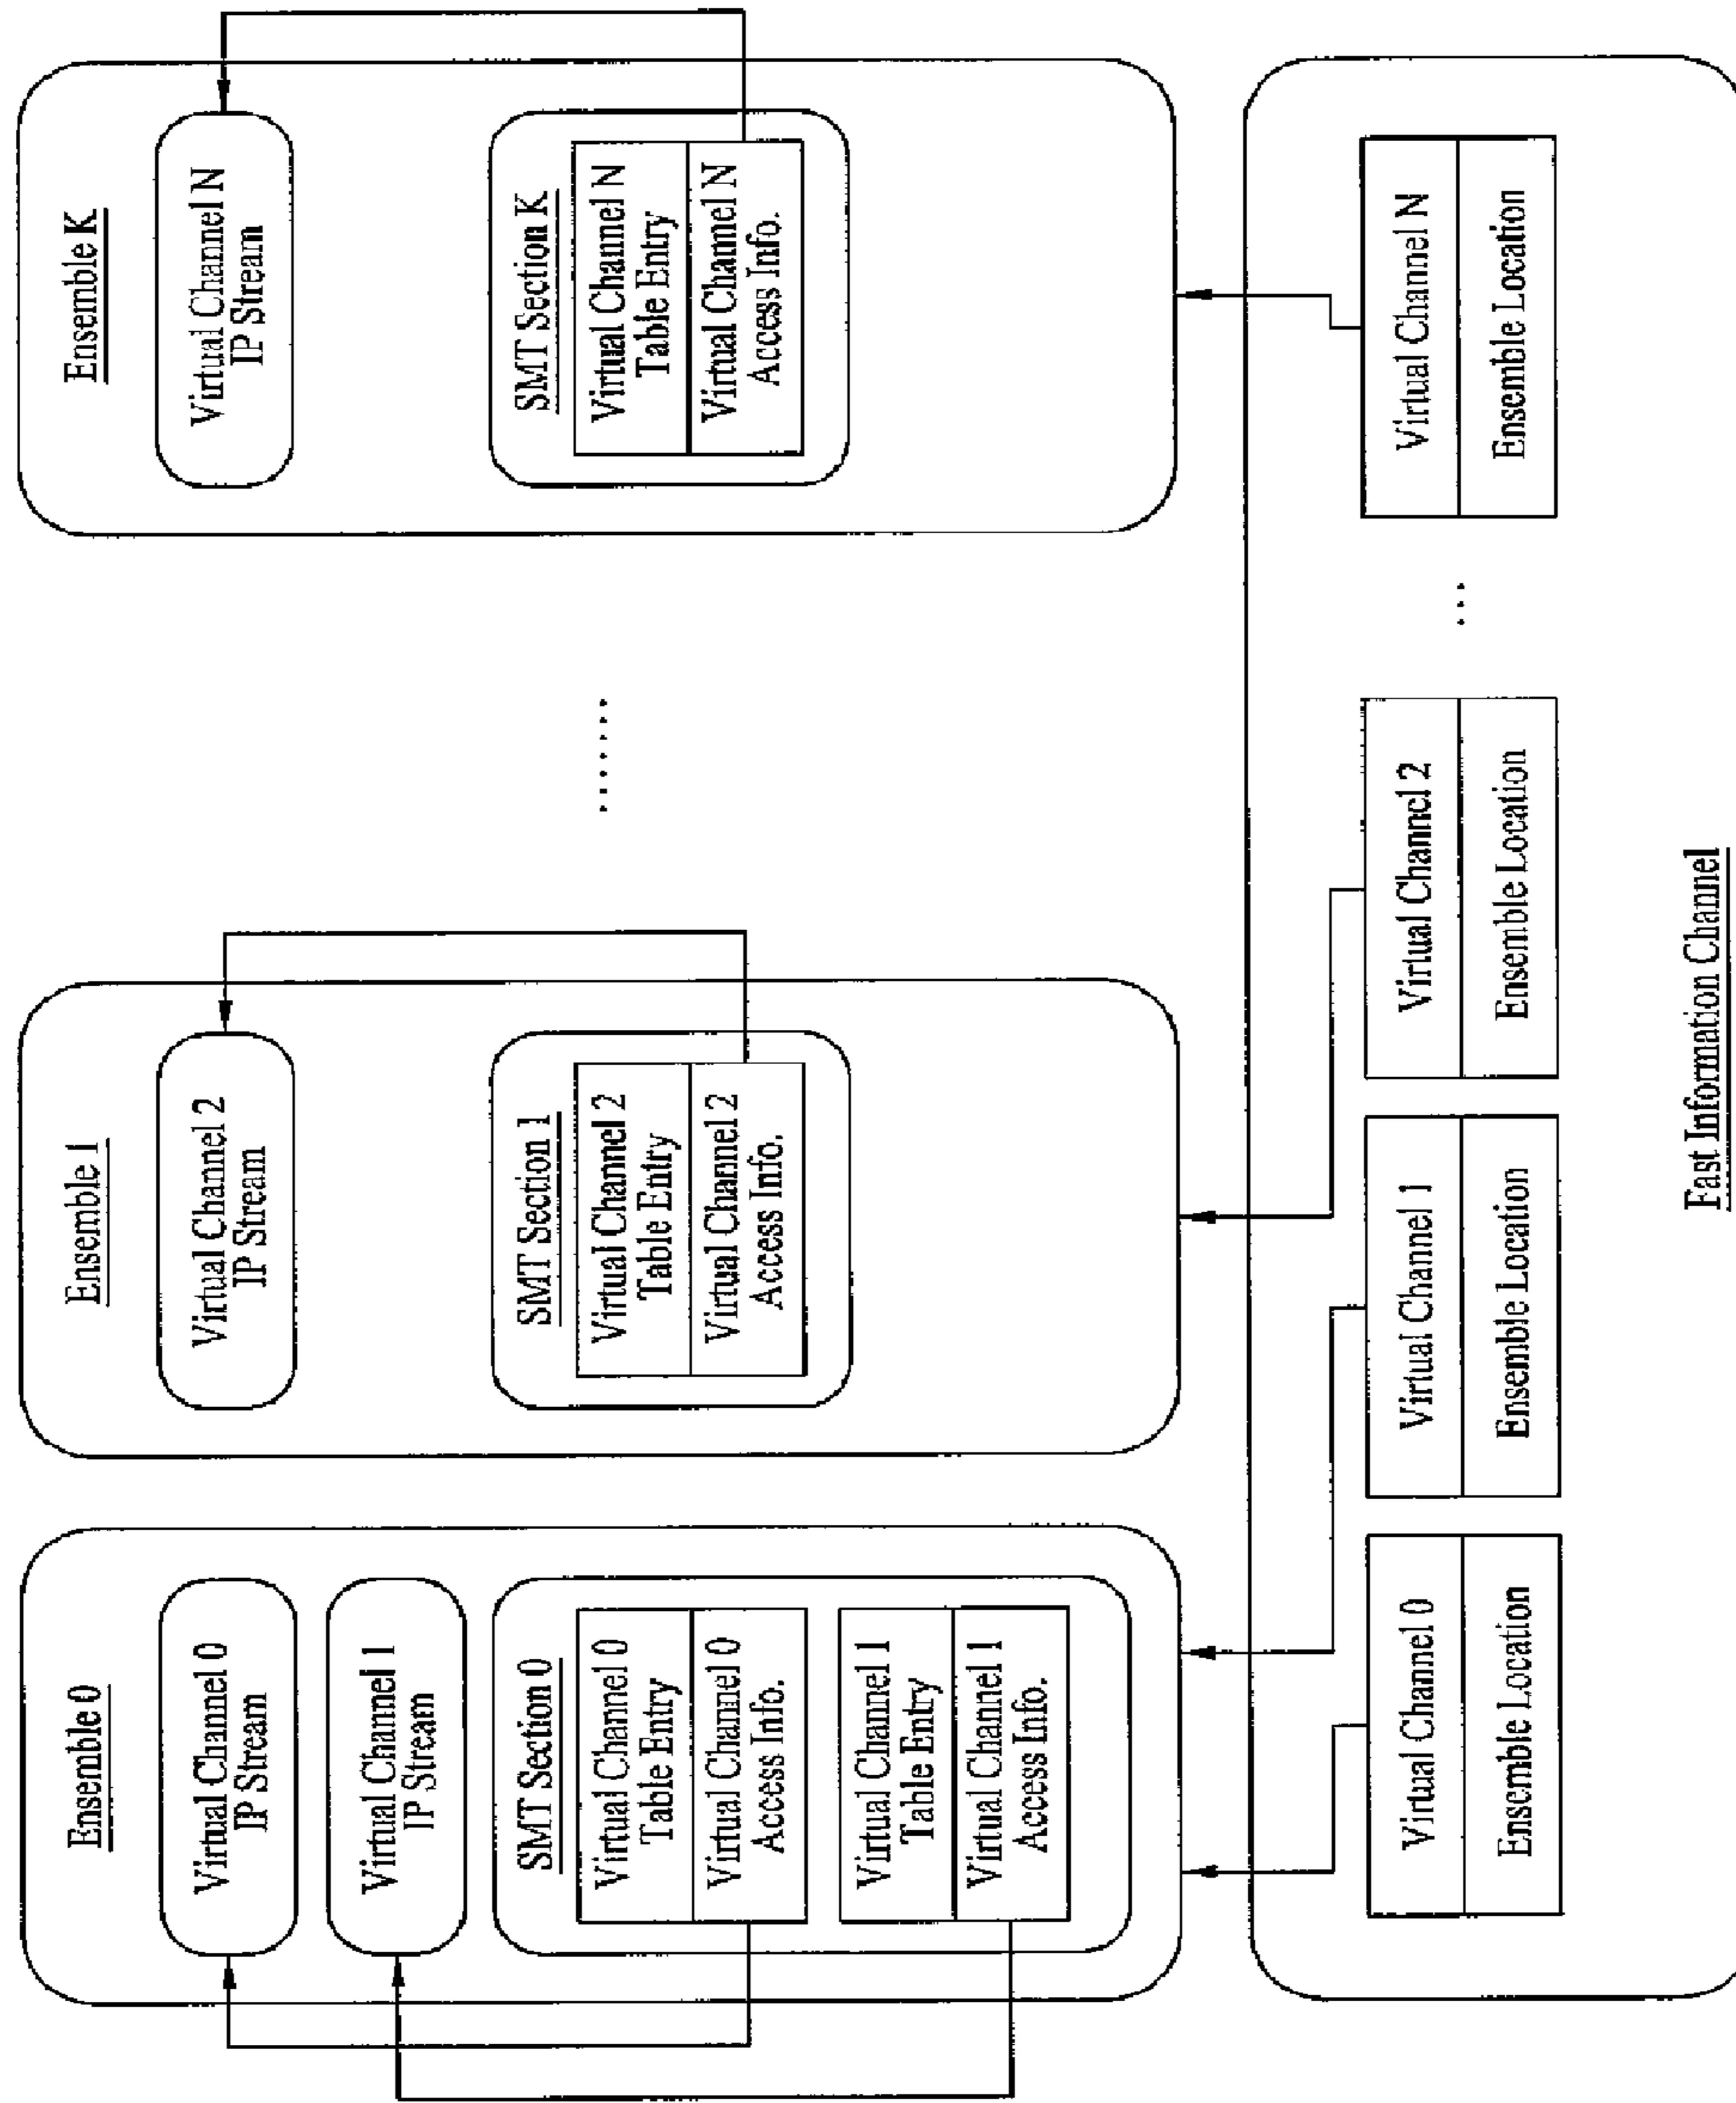 Ensemble 0
Virtual Channel 0
IP Stream
Virtual Channel 1
IP Stream
SMT Section 0
Virtual Channel 0
Table Entry
Virtual Channel 0
Access Info.
Virtual Channel 1
Table Entry
Virtual Channel 1
Access Info.
Ensemble 1
Virtual Channel 2
IP Stream
SMT Section 1
Virtual Channel 2
Table Entry
Virtual Channel 2
Access Info.
.......
Ensemble K
Virtual Channel N
IP Stream
SMT Section K
Virtual Channel N
Table Entry
Virtual Channel N
Access Info.
Virtual Channel 0
Ensemble Location
Virtual Channel 1
Ensemble Location
Virtual Channel 2
Ensemble Location
...
Virtual Channel N
Ensemble Location
Fast Information Channel